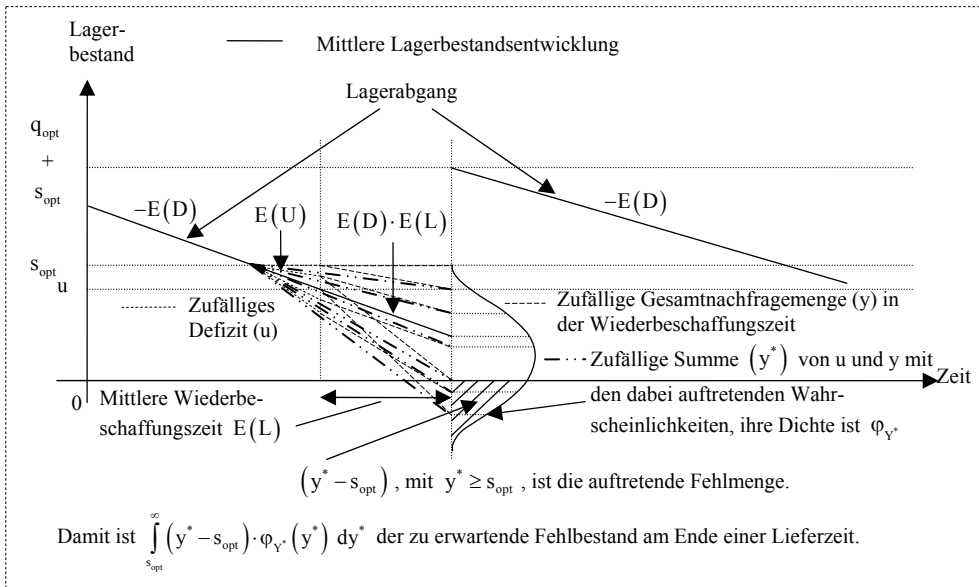 Lager-
bestand
Mittlere Lagerbestandsentwicklung
Lagerabgang
q_opt
+
s_opt
−E(D)
E(U)
E(D)·E(L)
−E(D)
s_opt
u
Zufälliges
Defizit (u)
Zufällige Gesamtnachfragemenge (y) in
der Wiederbeschaffungszeit
Zufällige Summe (y*) von u und y mit
den dabei auftretenden Wahr-
scheinlichkeiten, ihre Dichte ist φ_Y*
Zeit
0
Mittlere Wiederbe-
schaffungszeit E(L)
(y* − s_opt), mit y* ≥ s_opt, ist die auftretende Fehlmenge.
Damit ist ∫_{s_opt}^{∞} (y* − s_opt)·φ_Y*(y*) dy* der zu erwartende Fehlbestand am Ende einer Lieferzeit.